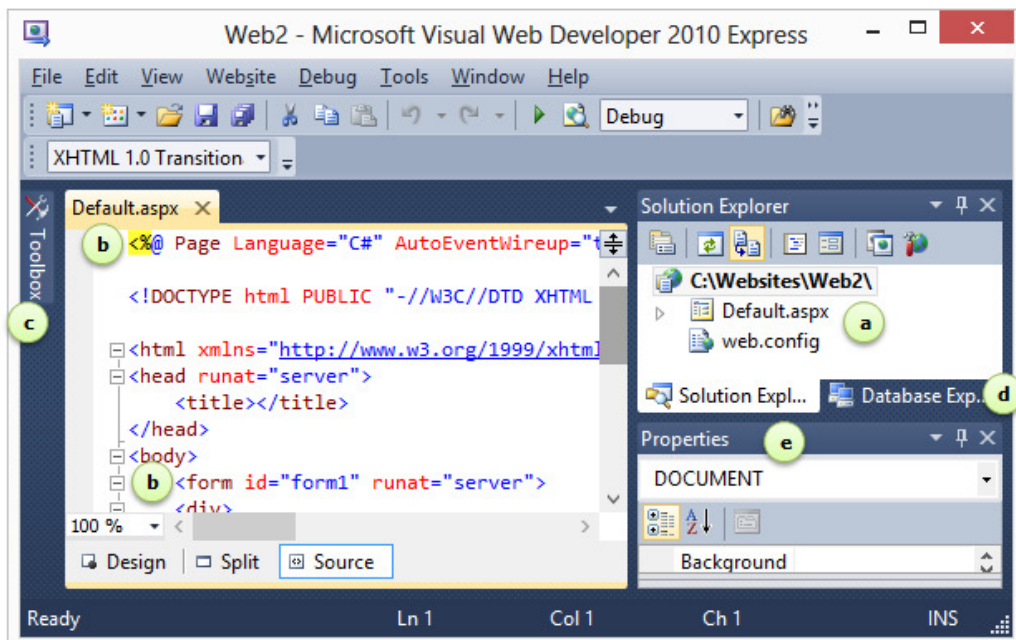 Web2 - Microsoft Visual Web Developer 2010 Express
File Edit View Website Debug Tools Window Help
Debug
XHTML 1.0 Transition
Toolbox
c
Default.aspx
b <%@ Page Language="C#" AutoEventWireup="t
<!DOCTYPE html PUBLIC "-//W3C//DTD XHTML
<html xmlns="http://www.w3.org/1999/xhtml
<head runat="server">
<title></title>
</head>
<body>
b <form id="form1" runat="server">
<div>
100 %
Design Split Source
Solution Explorer
C:\Websites\Web2\
Default.aspx
a
web.config
Solution Expl... Database Exp... d
Properties e
DOCUMENT
Background
Ready Ln 1 Col 1 Ch 1 INS